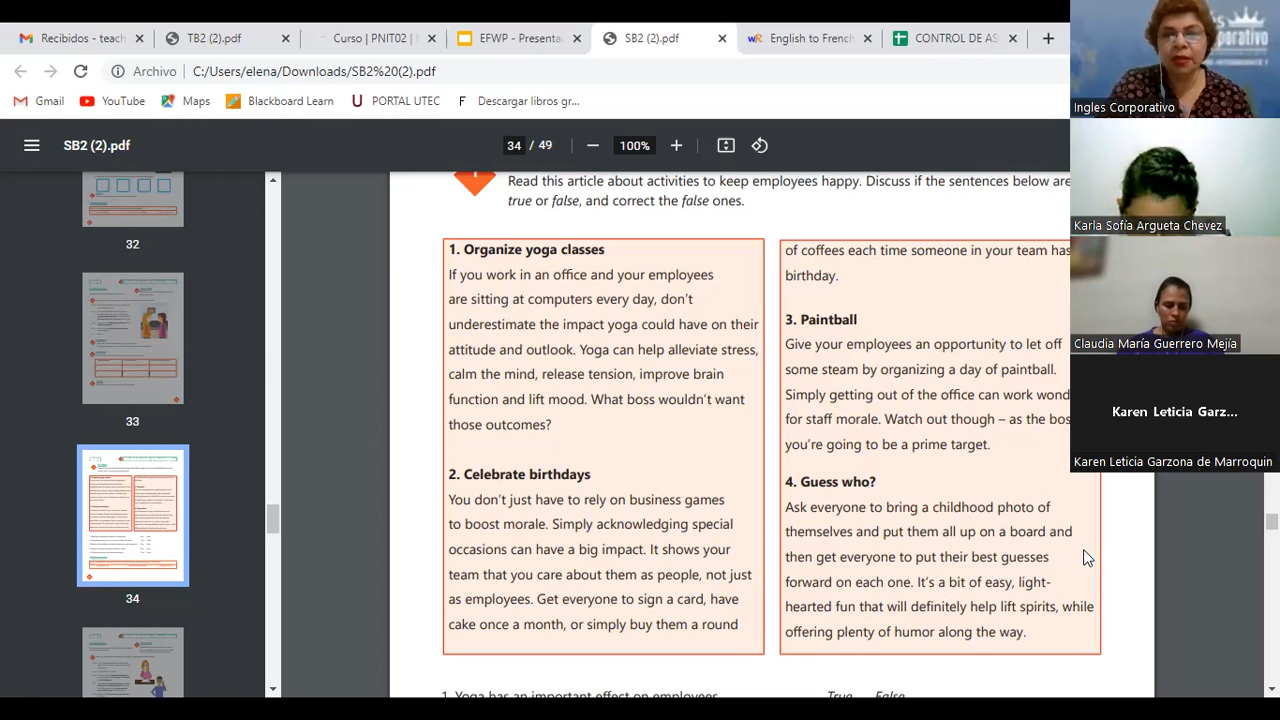 Recibidos - teach
TB2 (2).pdf
Curso | PNIT02 |
EFWP - Presenta
SB2 (2).pdf
English to French
CONTROL DE AS
Archivo
C:/Users/elena/Downloads/SB2%20(2).pdf
Gmail
YouTube
Maps
Blackboard Learn
PORTAL UTEC
Descargar libros gr...
SB2 (2).pdf
34 / 49
100%
32
33
34
Read this article about activities to keep employees happy. Discuss if the sentences below are
true or false, and correct the false ones.
1. Organize yoga classes
If you work in an office and your employees
are sitting at computers every day, don't
underestimate the impact yoga could have on their
attitude and outlook. Yoga can help alleviate stress,
calm the mind, release tension, improve brain
function and lift mood. What boss wouldn't want
those outcomes?
2. Celebrate birthdays
You don't just have to rely on business games
to boost morale. Simply acknowledging special
occasions can have a big impact. It shows your
team that you care about them as people, not just
as employees. Get everyone to sign a card, have
cake once a month, or simply buy them a round
of coffees each time someone in your team has
birthday.
3. Paintball
Give your employees an opportunity to let off
some steam by organizing a day of paintball.
Simply getting out of the office can work wond
for staff morale. Watch out though – as the bos
you're going to be a prime target.
4. Guess who?
Ask everyone to bring a childhood photo of
themselves and put them all up on a board and
then get everyone to put their best guesses
forward on each one. It's a bit of easy, light-
hearted fun that will definitely help lift spirits, while
offering plenty of humor along the way.
1. Yoga has an important effect on employees
True False
Ingles Corporativo
Karla Sofía Argueta Chevez
Claudia María Guerrero Mejía
Karen Leticia Garz...
Karen Leticia Garzona de Marroquin